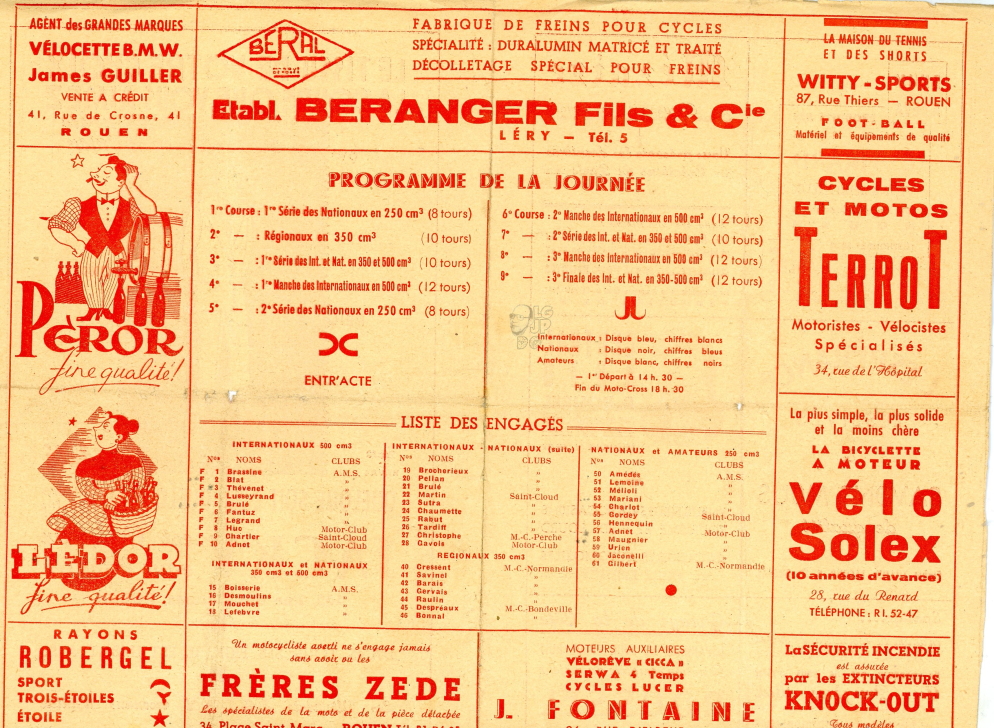 AGENT des GRANDES MARQUES
VÉLOCETTE B.M.W.
James GUILLER
VENTE A CRÉDIT
41, Rue de Crosne, 41
ROUEN
BERAL
FABRIQUE DE FREINS POUR CYCLES
SPÉCIALITÉ : DURALUMIN MATRICÉ ET TRAITÉ
DÉCOLLETAGE SPÉCIAL POUR FREINS
Etabl. BERANGER Fils & Cie
LÉRY — Tél. 5
LA MAISON DU TENNIS
ET DES SHORTS
WITTY - SPORTS
87, Rue Thiers — ROUEN
FOOT-BALL
Matériel et équipements de qualité
PÉROR
fine qualité!
LÉDOR
fine qualité!
RAYONS
ROBERGEL
SPORT
TROIS-ÉTOILES
ÉTOILE
PROGRAMME DE LA JOURNÉE
1re Course : 1re Série des Nationaux en 250 cm3 (8 tours)
2e — : Régionaux en 350 cm3 (10 tours)
3e — : 1re Série des Int. et Nat. en 350 et 500 cm3 (10 tours)
4e — : 1re Manche des Internationaux en 500 cm3 (12 tours)
5e — : 2e Série des Nationaux en 250 cm3 (8 tours)
ENTR'ACTE
6e Course : 2e Manche des Internationaux en 500 cm3 (12 tours)
7e — : 2e Série des Int. et Nat. en 350 et 500 cm3 (10 tours)
8e — : 3e Manche des Internationaux en 500 cm3 (12 tours)
9e — : 3e Finale des Int. et Nat. en 350-500 cm3 (12 tours)
Internationaux : Disque bleu, chiffres blancs
Nationaux : Disque noir, chiffres bleus
Amateurs : Disque blanc, chiffres noirs
— 1er Départ à 14 h. 30 —
Fin du Moto-Cross 18 h. 30
LISTE DES ENGAGÉS
INTERNATIONAUX 500 cm3
Nos NOMS CLUBS
F 1 Brassine A.M.S.
F 2 Blat "
F 3 Thévenet "
F 4 Lusseyrand "
F 5 Brulé "
F 6 Fantuz "
F 7 Legrand "
F 8 Huc Motor-Club
F 9 Chartier Saint-Cloud
F 10 Adnet Motor-Club
INTERNATIONAUX et NATIONAUX
350 cm3 et 500 cm3
15 Boisserie A.M.S.
16 Desmoulins "
17 Mouchet "
18 Lefebvre "
INTERNATIONAUX - NATIONAUX (suite)
Nos NOMS CLUBS
19 Brocherieux "
20 Pellan "
21 Brulé "
22 Martin Saint-Cloud
23 Sutra "
24 Chaumette "
25 Rabut "
26 Tardiff "
27 Christophe M.-C.-Perche
28 Gavois Motor-Club
REGIONAUX 350 cm3
40 Cressent M.-C.-Normandie
41 Savinel "
42 Barais "
43 Gervais "
44 Raulin "
45 Despréaux M.-C.-Bondeville
46 Bonnal "
NATIONAUX et AMATEURS 250 cm3
Nos NOMS CLUBS
50 Amédès A.M.S.
51 Lemoine "
52 Mélioli "
53 Mariani "
54 Charlot "
55 Gordey Saint-Cloud
56 Hennequin "
57 Adnet Motor-Club
58 Maugnier "
59 Urien "
60 Jaconelli "
61 Gilbert M.-C.-Normandie
CYCLES
ET MOTOS
TERROT
Motoristes - Vélocistes
Spécialisés
34, rue de l'Hôpital
La plus simple, la plus solide
et la moins chère
LA BICYCLETTE
A MOTEUR
Vélo
Solex
(10 années d'avance)
28, rue du Renard
TÉLÉPHONE : RI. 52-47
Un motocycliste averti ne s'engage jamais
sans avoir vu les
FRÈRES ZEDE
Les spécialistes de la moto et de la pièce détachée
MOTEURS AUXILIAIRES
VÉLORÊVE "CICCA"
SERWA 4 Temps
CYCLES LUCER
J. FONTAINE
La SÉCURITÉ INCENDIE
est assurée
par les EXTINCTEURS
KNOCK-OUT
Tous modèles